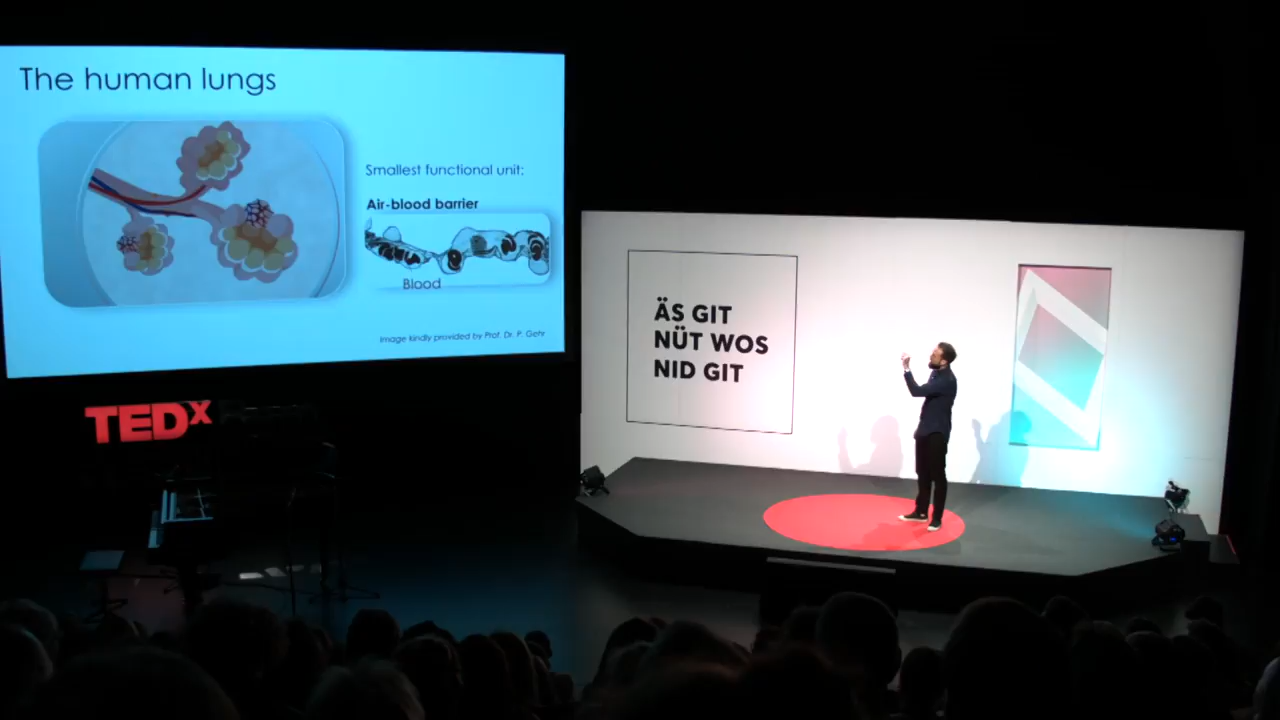 The human lungs
Smallest functional unit:
Air-blood barrier
Blood
Image kindly provided by Prof. Dr. P. Gehr
TEDx
ÄS GIT
NÜT WOS
NID GIT